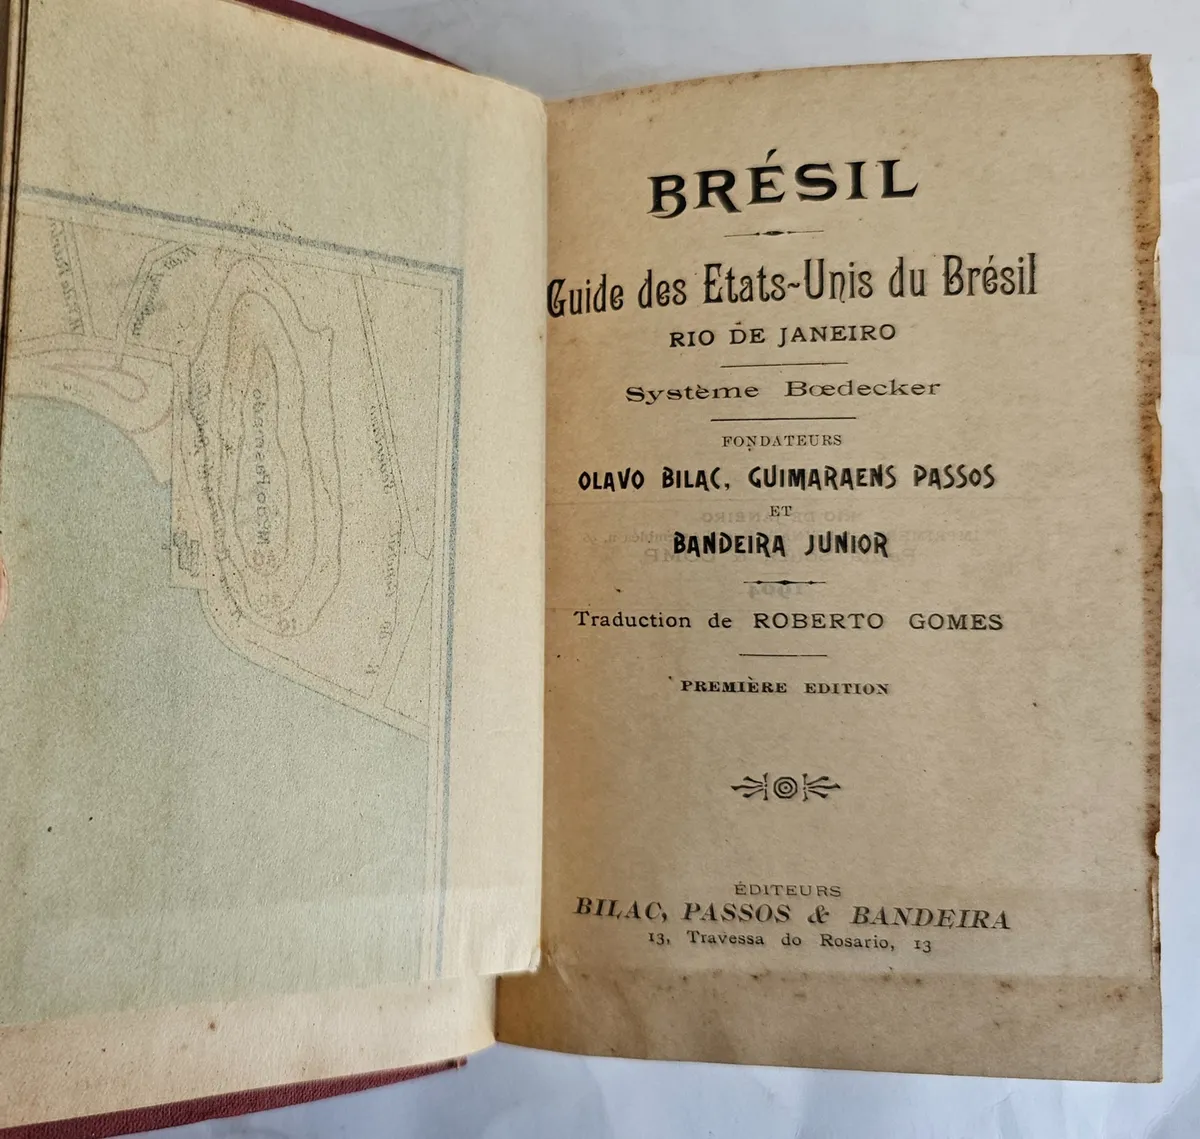 BRÉSIL
Guide des Etats-Unis du Brésil
RIO DE JANEIRO
Système Bœdecker
FONDATEURS
OLAVO BILAC, GUIMARAENS PASSOS
ET
BANDEIRA JUNIOR
Traduction de ROBERTO GOMES
PREMIÈRE EDITION
ÉDITEURS
BILAC, PASSOS & BANDEIRA
13, Travessa do Rosario, 13